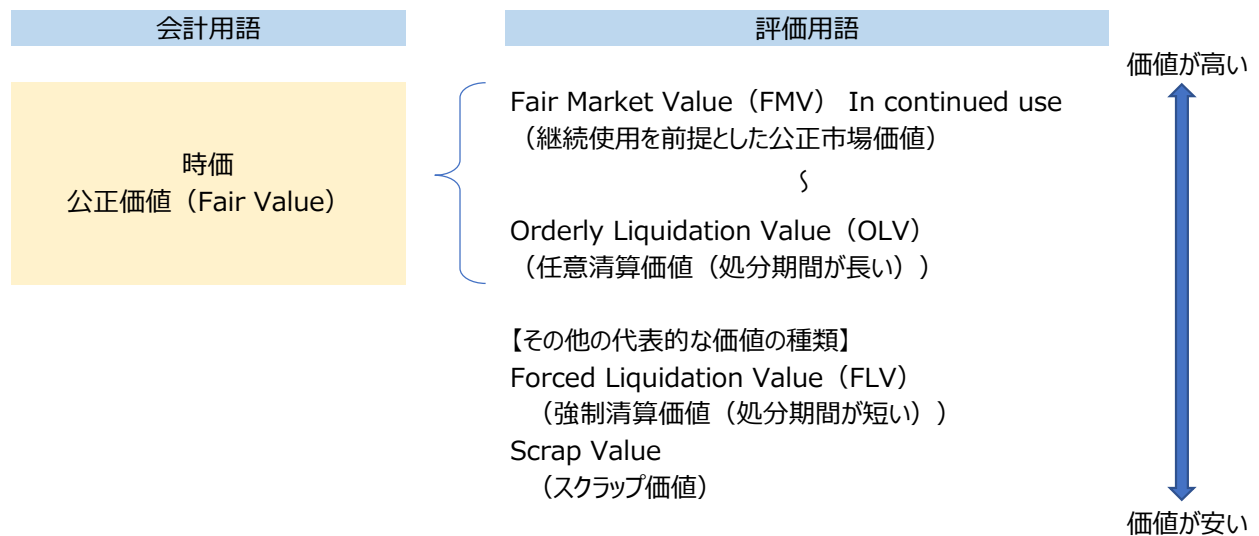 会計用語
評価用語
価値が高い
時価
公正価値（Fair Value）
Fair Market Value（FMV） In continued use
（継続使用を前提とした公正市場価値）
～
Orderly Liquidation Value（OLV）
（任意清算価値（処分期間が長い））
【その他の代表的な価値の種類】
Forced Liquidation Value（FLV）
（強制清算価値（処分期間が短い））
Scrap Value
（スクラップ価値）
価値が安い